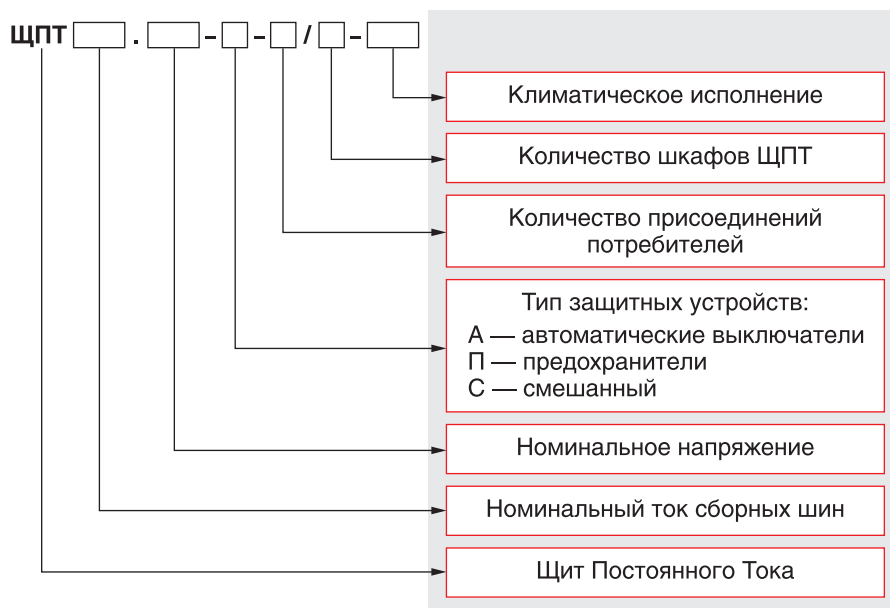 ЩПТ . – – / –
Климатическое исполнение
Количество шкафов ЩПТ
Количество присоединений
потребителей
Тип защитных устройств:
А — автоматические выключатели
П — предохранители
С — смешанный
Номинальное напряжение
Номинальный ток сборных шин
Щит Постоянного Тока